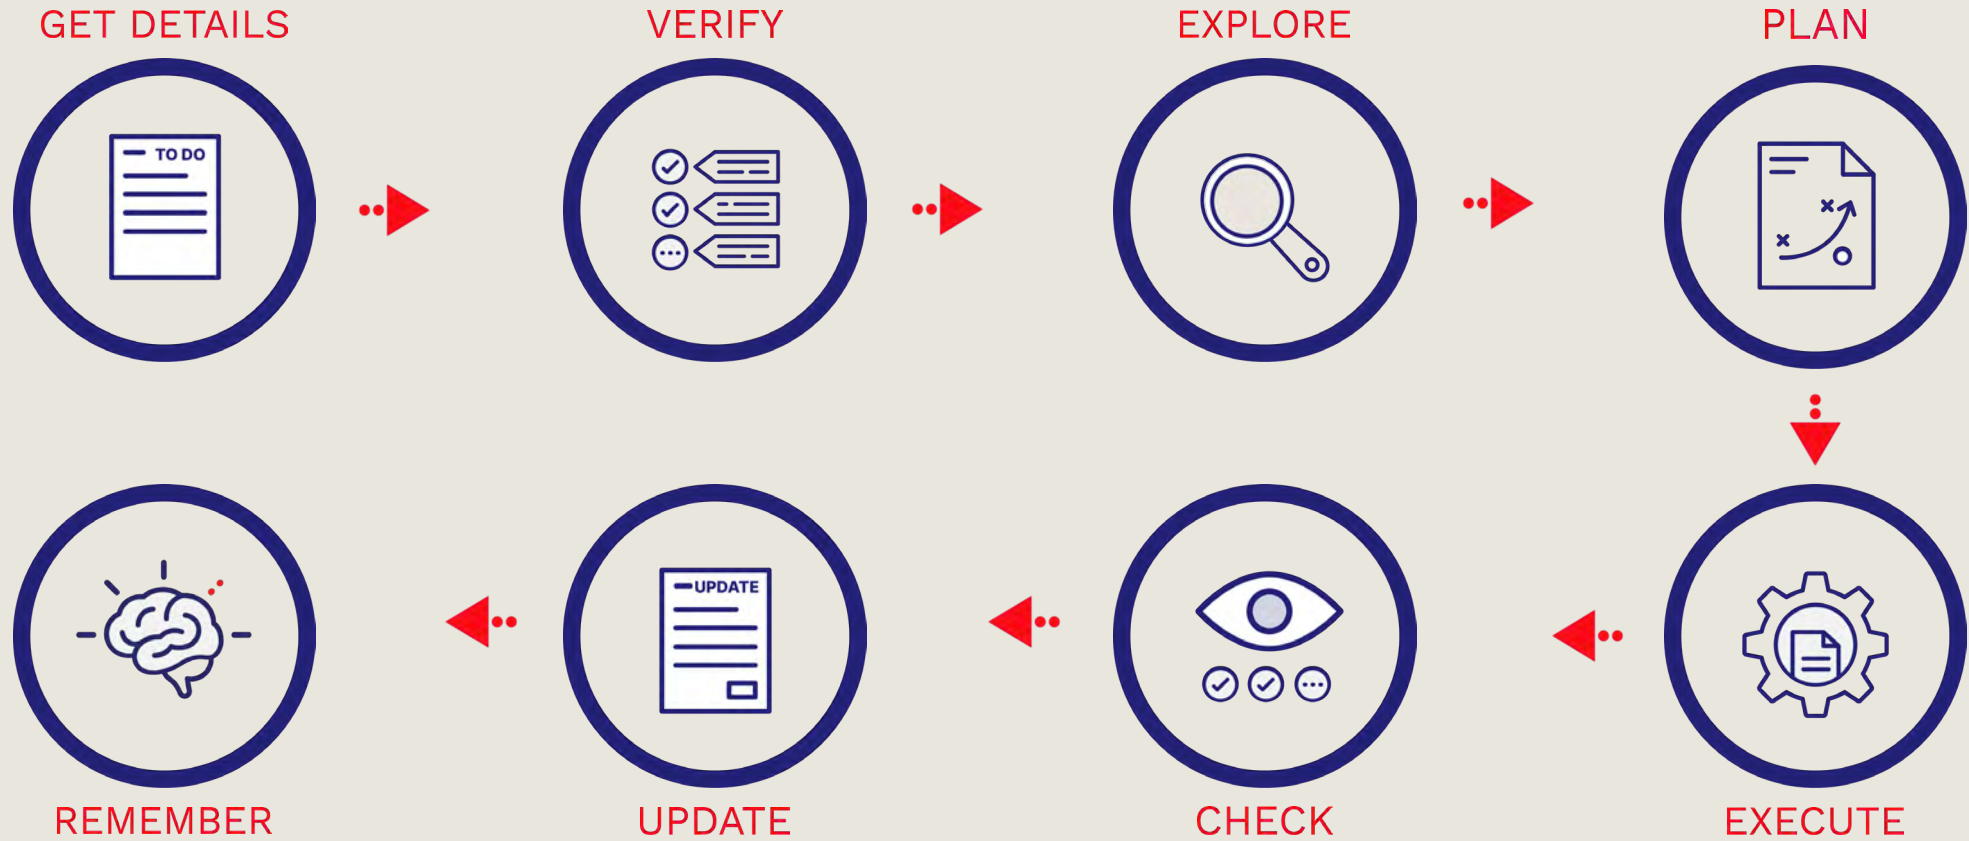 GET DETAILS
VERIFY
EXPLORE
PLAN
TO DO
UPDATE
REMEMBER
UPDATE
CHECK
EXECUTE